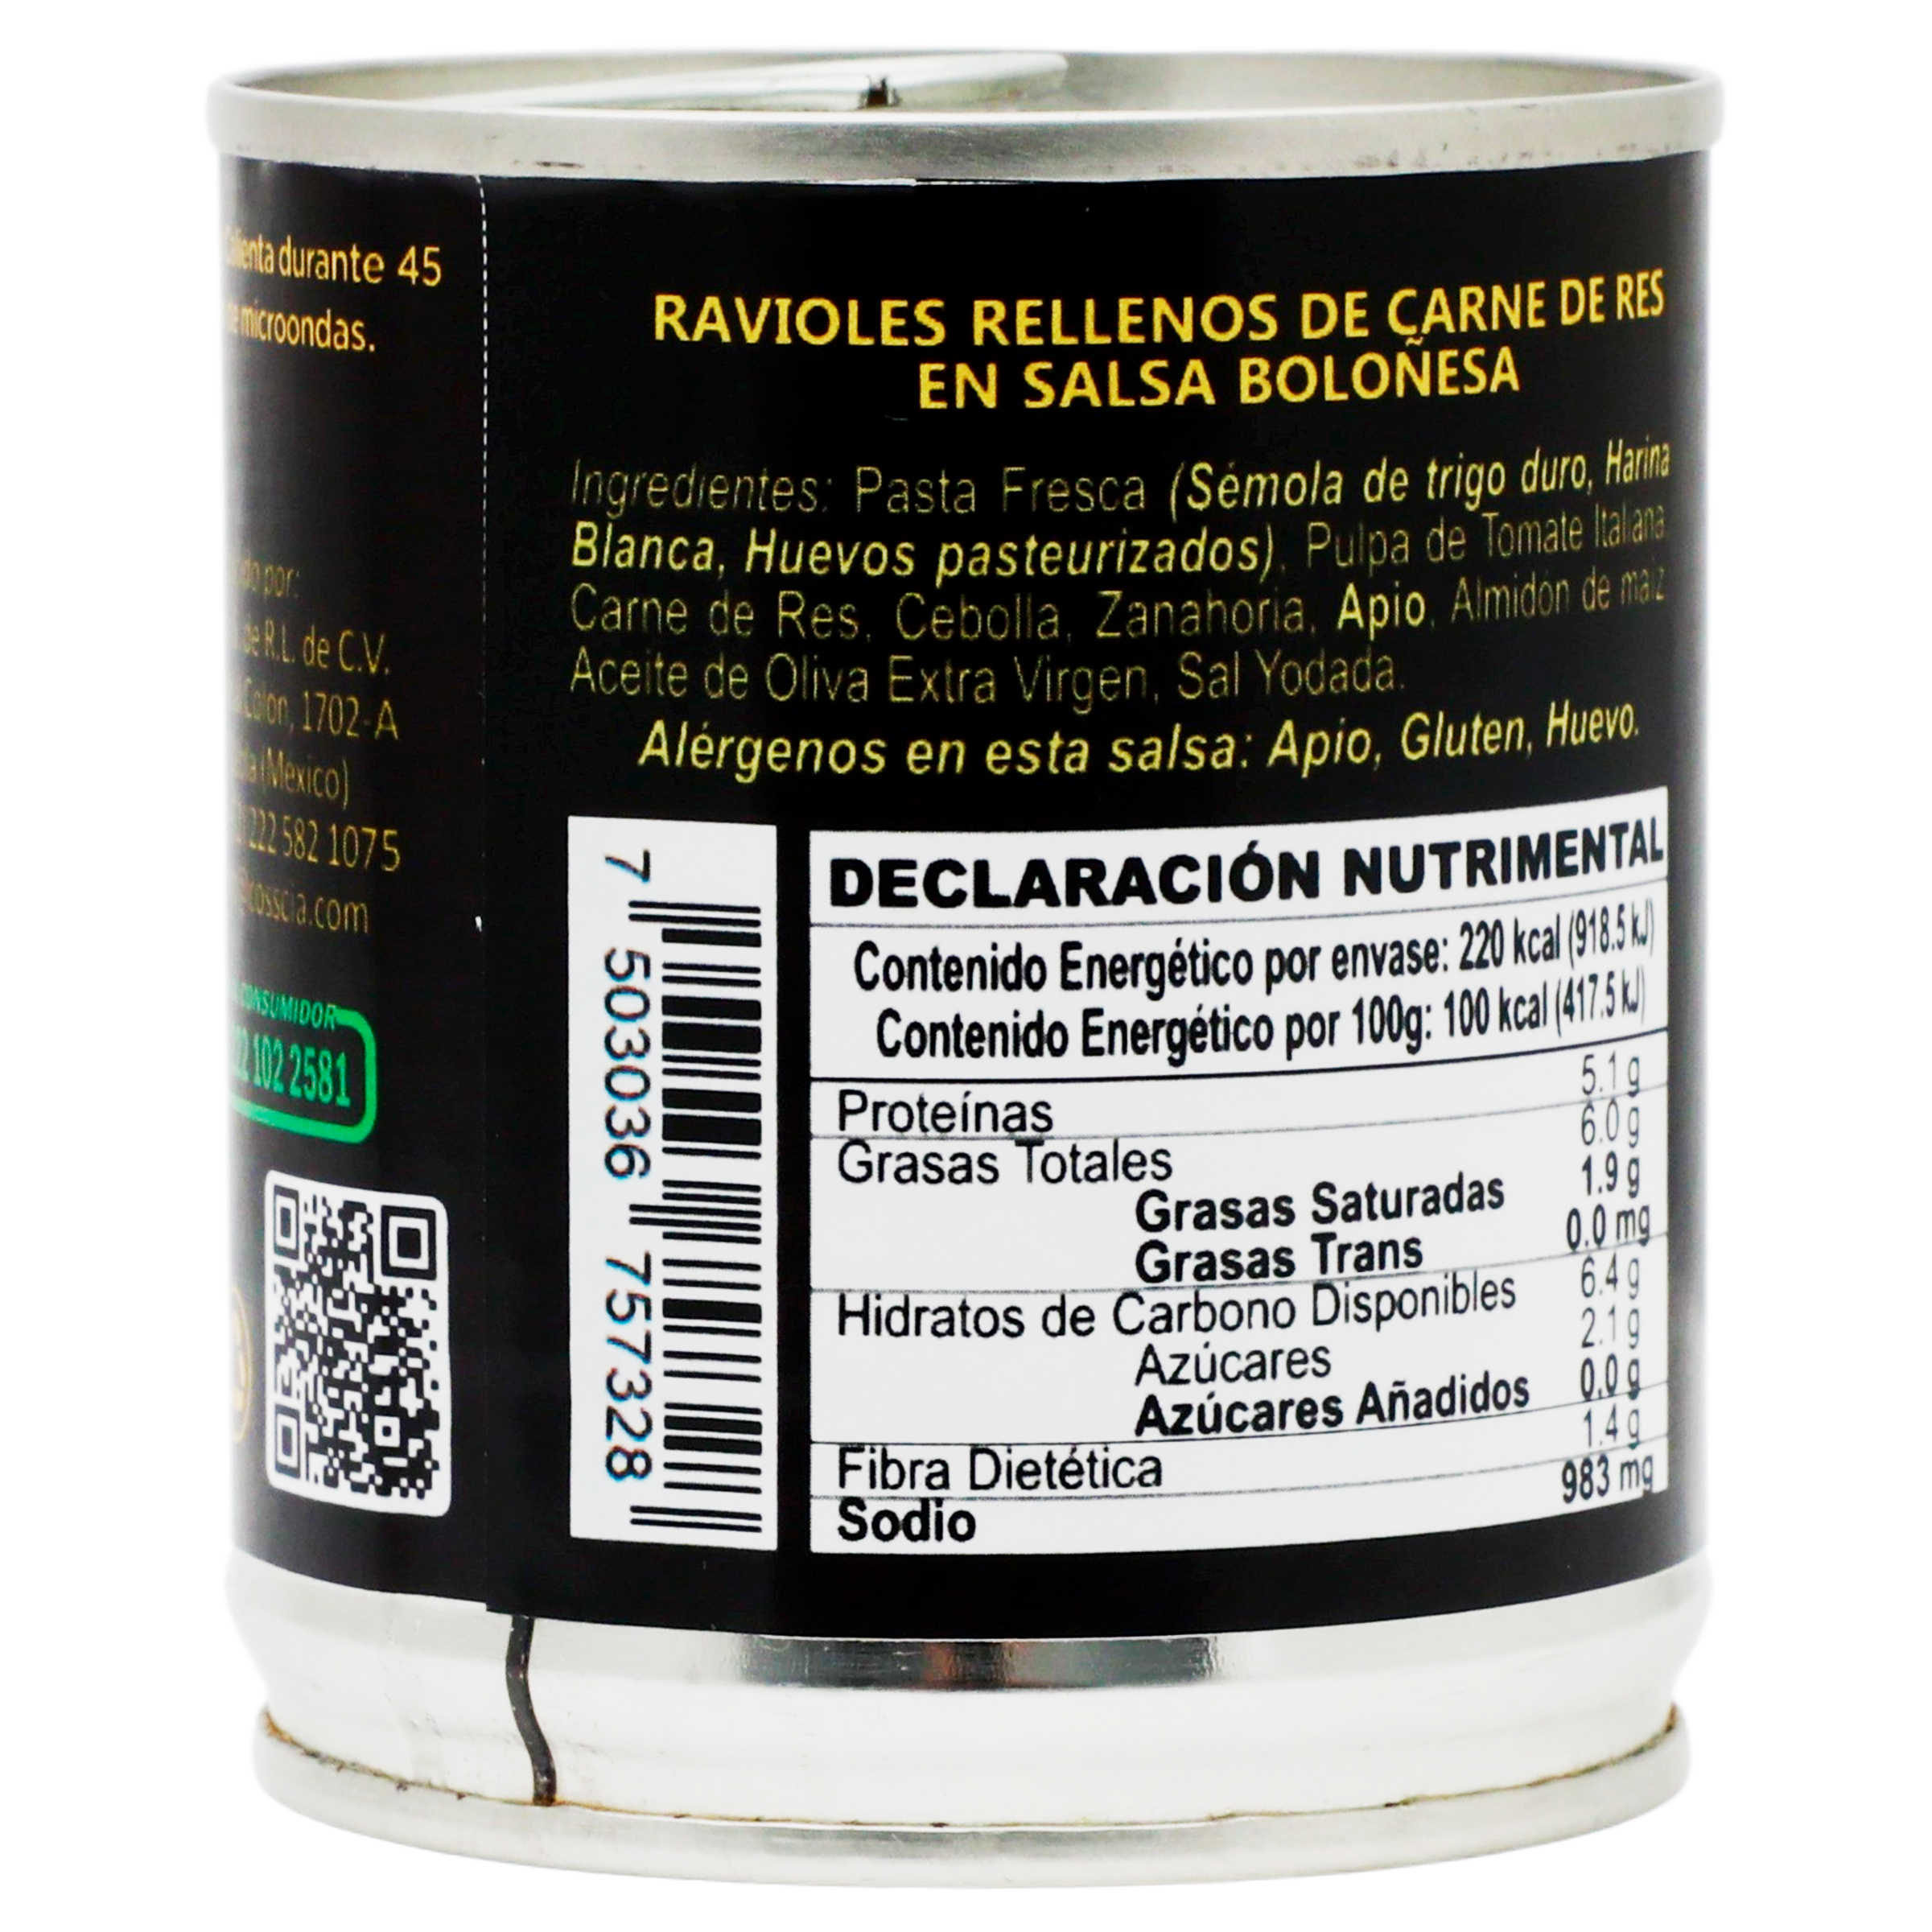 durante 45
microondas.
por:
de R.L. de C.V.
Colon, 1702-A
(Mexico)
222 582 1075
cosscia.com
CONSUMIDOR
102 2581
RAVIOLES RELLENOS DE CARNE DE RES
EN SALSA BOLOÑESA
Ingredientes: Pasta Fresca (Sémola de trigo duro, Harina
Blanca, Huevos pasteurizados), Pulpa de Tomate Italiana,
Carne de Res, Cebolla, Zanahoria, Apio, Almidón de maíz
Aceite de Oliva Extra Virgen, Sal Yodada.
Alérgenos en esta salsa: Apio, Gluten, Huevo.
7 503036 757328
DECLARACIÓN NUTRIMENTAL
Contenido Energético por envase: 220 kcal (918.5 kJ)
Contenido Energético por 100g: 100 kcal (417.5 kJ)
Proteínas 5.1 g
Grasas Totales 6.0 g
Grasas Saturadas 1.9 g
Grasas Trans 0.0 mg
Hidratos de Carbono Disponibles 6.4 g
Azúcares 2.1 g
Azúcares Añadidos 0.0 g
Fibra Dietética 1.4 g
Sodio 983 mg